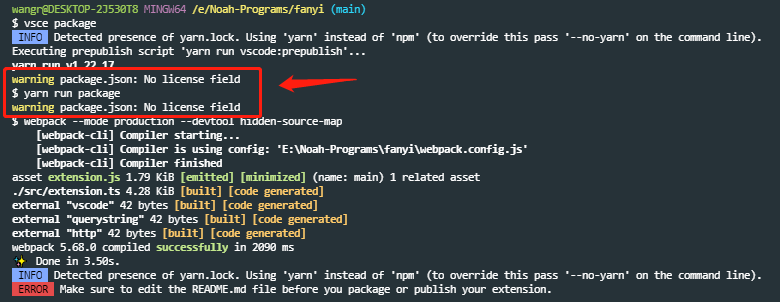 wangr@DESKTOP-2J530T8 MINGW64 /e/Noah-Programs/fanyi (main)
$ vsce package
INFO Detected presence of yarn.lock. Using 'yarn' instead of 'npm' (to override this pass '--no-yarn' on the command line).
Executing prepublish script 'yarn run vscode:prepublish'...
yarn run v1.22.17
warning package.json: No license field
$ yarn run package
warning package.json: No license field
$ webpack --mode production --devtool hidden-source-map
[webpack-cli] Compiler starting...
[webpack-cli] Compiler is using config: 'E:\Noah-Programs\fanyi\webpack.config.js'
[webpack-cli] Compiler finished
asset extension.js 1.79 KiB [emitted] [minimized] (name: main) 1 related asset
./src/extension.ts 4.28 KiB [built] [code generated]
external "vscode" 42 bytes [built] [code generated]
external "querystring" 42 bytes [built] [code generated]
external "http" 42 bytes [built] [code generated]
webpack 5.68.0 compiled successfully in 2090 ms
✨ Done in 3.50s.
INFO Detected presence of yarn.lock. Using 'yarn' instead of 'npm' (to override this pass '--no-yarn' on the command line).
ERROR Make sure to edit the README.md file before you package or publish your extension.